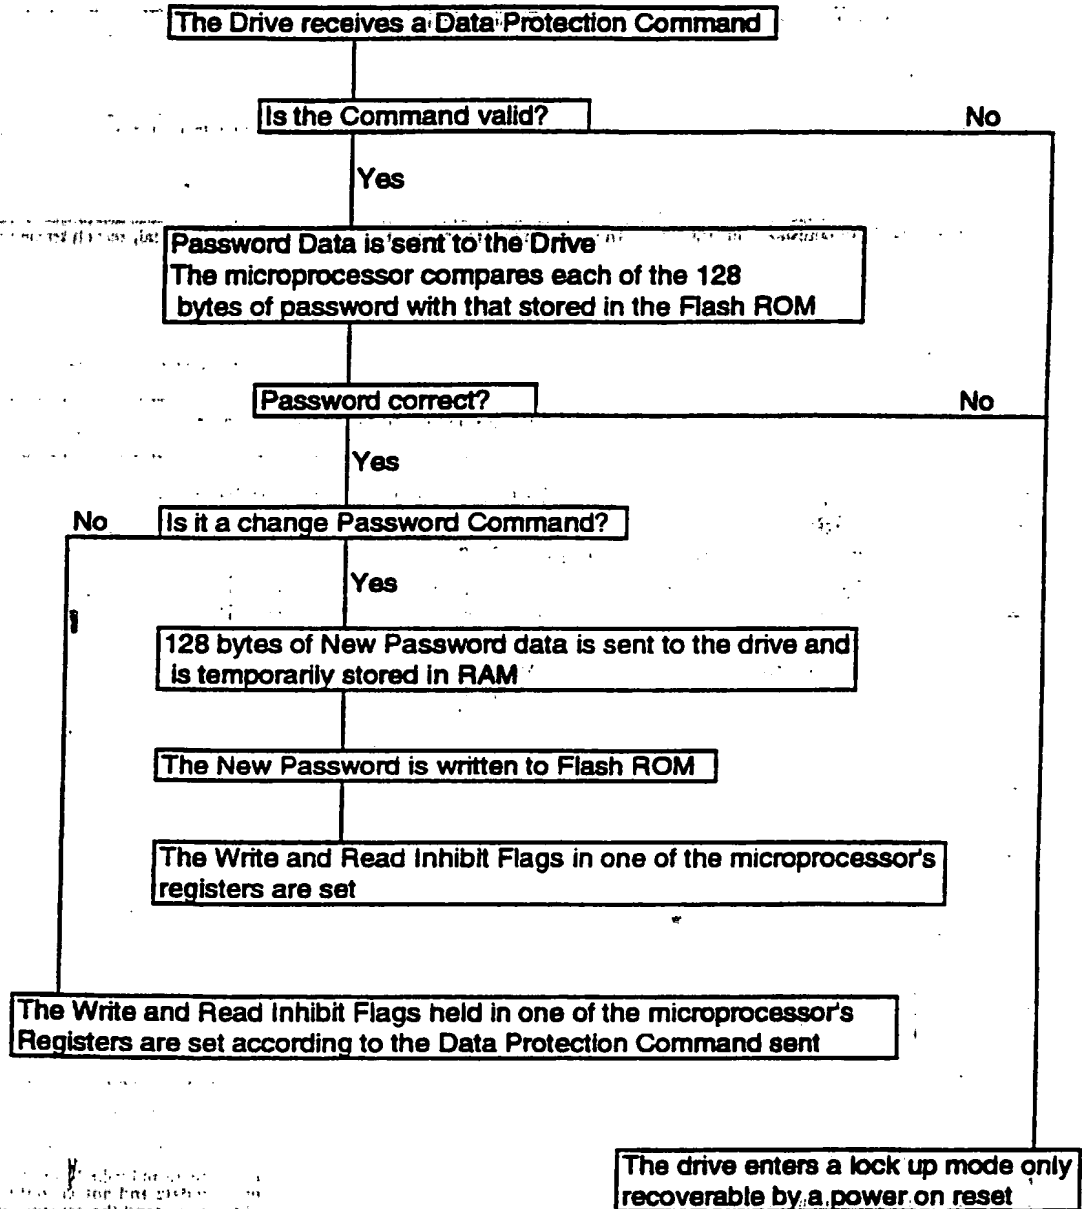 The Drive receives a Data Protection Command
Is the Command valid?
No
Yes
Password Data is sent to the Drive
The microprocessor compares each of the 128
bytes of password with that stored in the Flash ROM
Password correct?
No
Yes
No
Is it a change Password Command?
Yes
128 bytes of New Password data is sent to the drive and
is temporarily stored in RAM
The New Password is written to Flash ROM
The Write and Read Inhibit Flags in one of the microprocessor's
registers are set
The Write and Read Inhibit Flags held in one of the microprocessor's
Registers are set according to the Data Protection Command sent
The drive enters a lock up mode only
recoverable by a power on reset